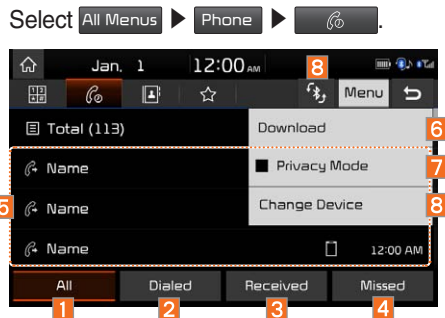 Select All Menus ▶ Phone ▶ .
Jan. 1 12:00 AM 8
Menu
Total (113) Download 6
Name Privacy Mode 7
5 Name Change Device 8
Name 12:00 AM
All Dialed Received Missed
1 2 3 4